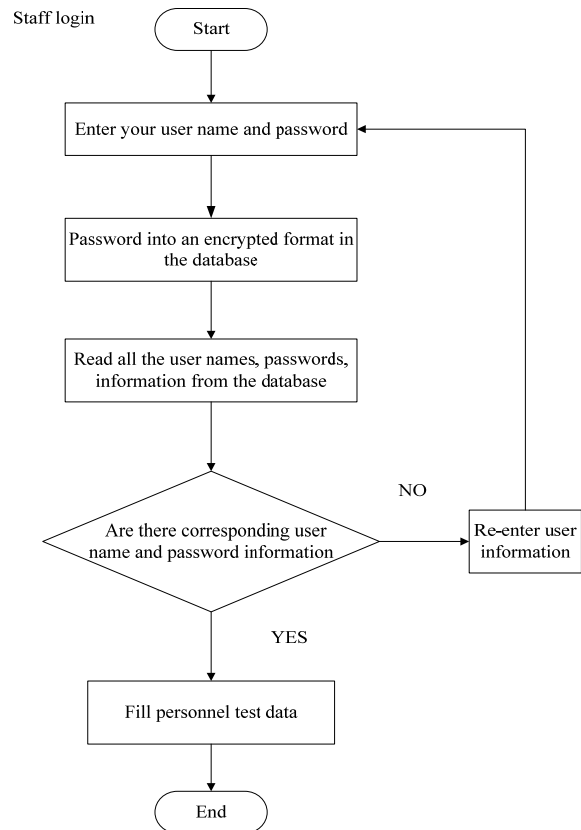 Staff login
Start
Enter your user name and password
Password into an encrypted format in
the database
Read all the user names, passwords,
information from the database
Are there corresponding user
name and password information
NO
Re-enter user
information
YES
Fill personnel test data
End